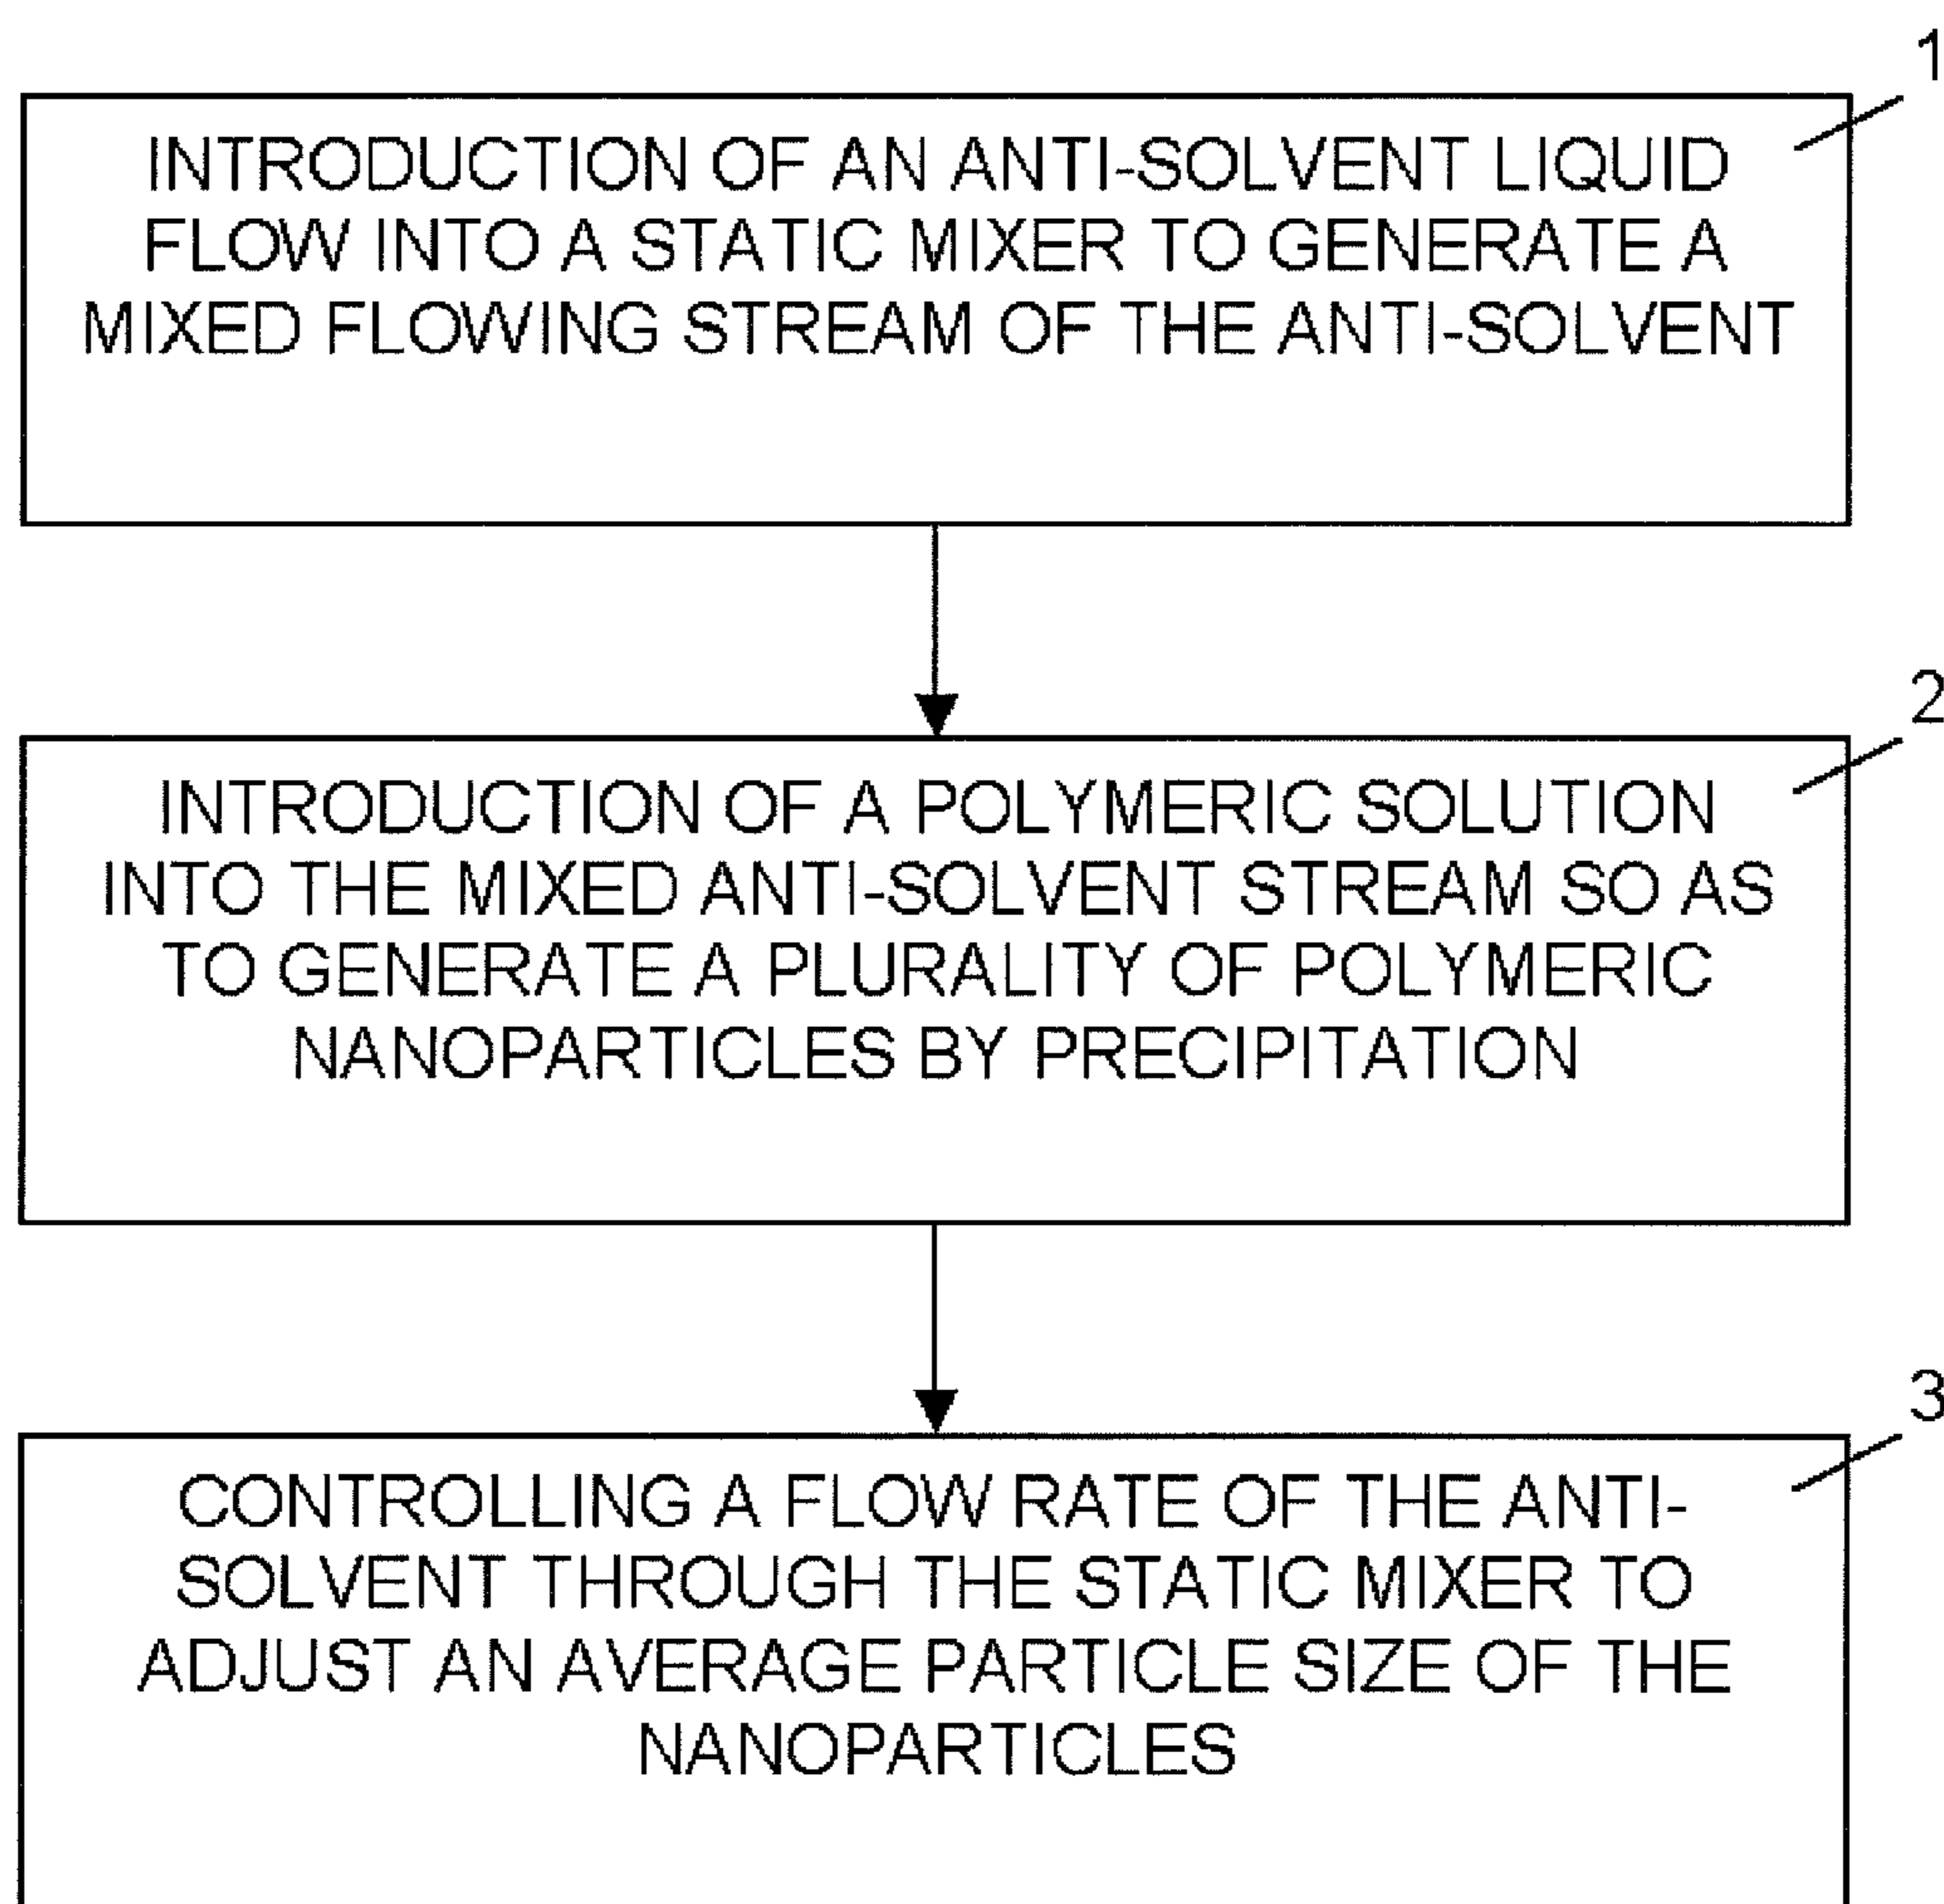 1
INTRODUCTION OF AN ANTI-SOLVENT LIQUID
FLOW INTO A STATIC MIXER TO GENERATE A
MIXED FLOWING STREAM OF THE ANTI-SOLVENT
2
INTRODUCTION OF A POLYMERIC SOLUTION
INTO THE MIXED ANTI-SOLVENT STREAM SO AS
TO GENERATE A PLURALITY OF POLYMERIC
NANOPARTICLES BY PRECIPITATION
3
CONTROLLING A FLOW RATE OF THE ANTI-
SOLVENT THROUGH THE STATIC MIXER TO
ADJUST AN AVERAGE PARTICLE SIZE OF THE
NANOPARTICLES